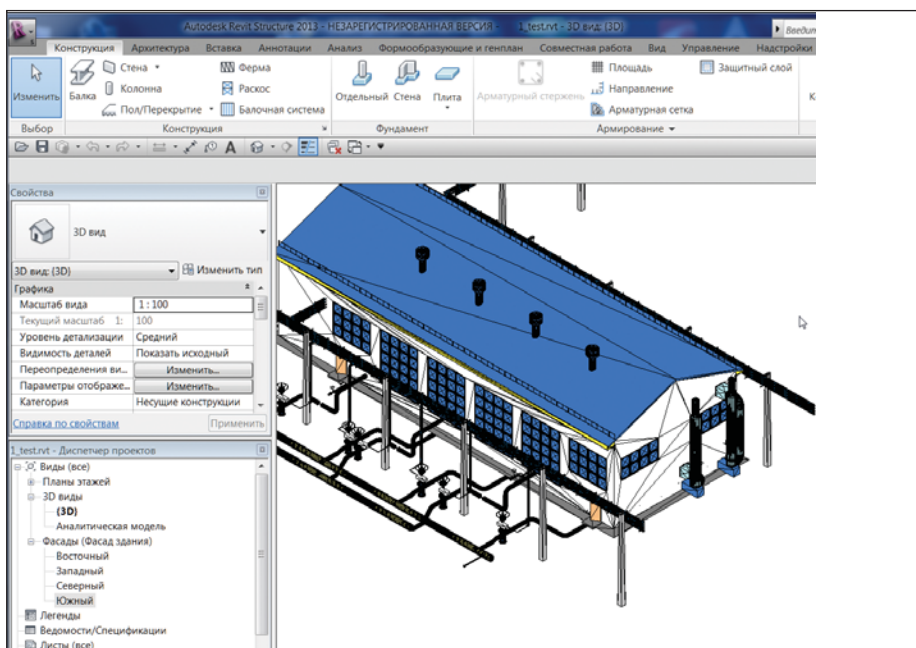 Autodesk Revit Structure 2013 - НЕЗАРЕГИСТРИРОВАННАЯ ВЕРСИЯ - 1_test.rvt - 3D вид: {3D}
Конструкция Архитектура Вставка Аннотации Анализ Формообразующие и генплан Совместная работа Вид Управление Надстройки
Стена Ферма Площадь Защитный слой
Колонна Раскос Направление
Изменить Балка Отдельный Стена Плита Арматурный стержень
Пол/Перекрытие Балочная система Арматурная сетка
Выбор Конструкция Фундамент Армирование
Свойства
3D вид
3D вид: {3D} Изменить тип
Графика
Масштаб вида 1 : 100
Текущий масштаб 1: 100
Уровень детализации Средний
Видимость деталей Показать исходный
Переопределения ви... Изменить...
Параметры отображе... Изменить...
Категория Несущие конструкции
Справка по свойствам Применить
1_test.rvt - Диспетчер проектов
Виды (все)
Планы этажей
3D виды
{3D}
Аналитическая модель
Фасады (Фасад здания)
Восточный
Западный
Северный
Южный
Легенды
Ведомости/Спецификации
Листы (все)